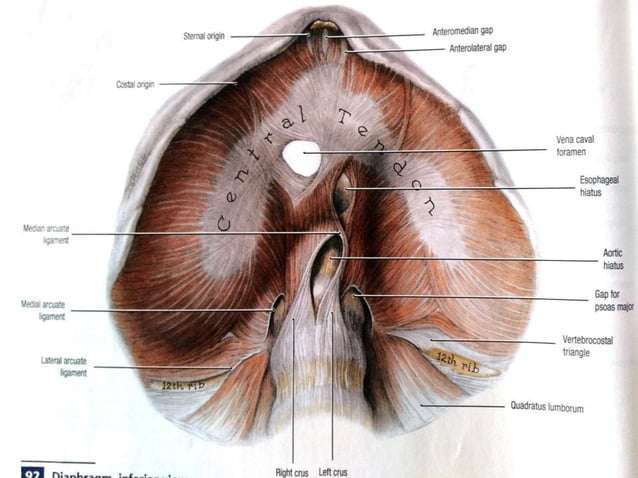 Sternal origin
Anteromedian gap
Anterolateral gap
Costal origin
Central Tendon
Vena caval
foramen
Esophageal
hiatus
Median arcuate
ligament
Aortic
hiatus
Medial arcuate
ligament
Gap for
psoas major
Vertebrocostal
triangle
Lateral arcuate
ligament
12th rib
12th rib
Quadratus lumborum
Right crus
Left crus
92 Diaphragm, inferior view